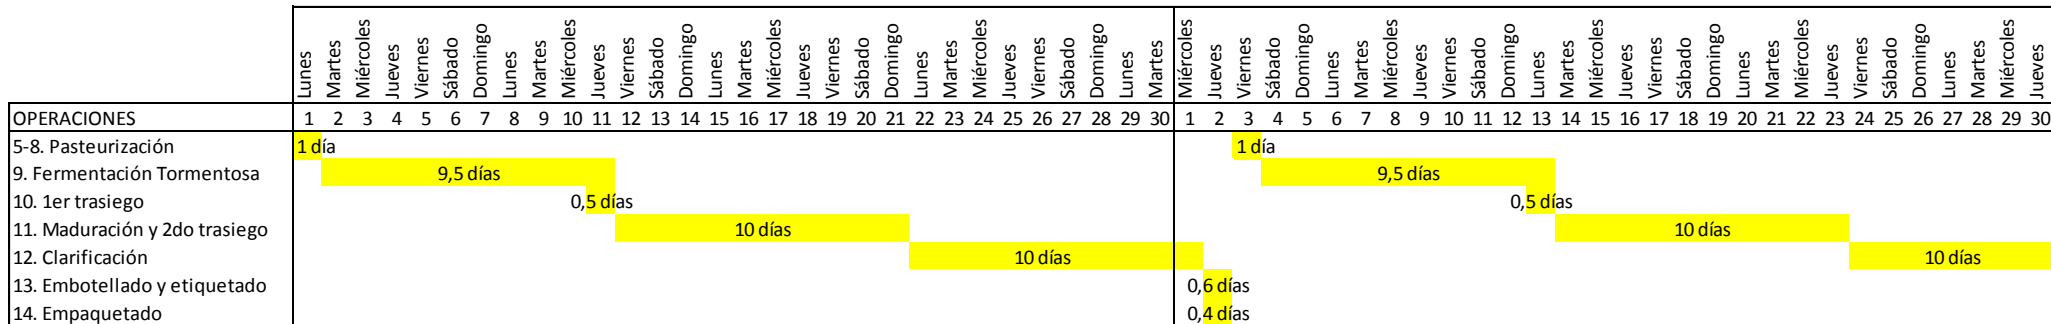 Lunes Martes Miércoles Jueves Viernes Sábado Domingo Lunes Martes Miércoles Jueves Viernes Sábado Domingo Lunes Martes Miércoles Jueves Viernes Sábado Domingo Lunes Martes Miércoles Jueves Viernes Sábado Domingo Lunes Martes Miércoles Jueves Viernes Sábado Domingo Lunes Martes Miércoles Jueves Viernes Sábado Domingo Lunes Martes Miércoles Jueves Viernes Sábado Domingo Lunes Martes Miércoles Jueves Viernes Sábado Domingo Lunes Martes Miércoles Jueves
OPERACIONES 1 2 3 4 5 6 7 8 9 10 11 12 13 14 15 16 17 18 19 20 21 22 23 24 25 26 27 28 29 30 1 2 3 4 5 6 7 8 9 10 11 12 13 14 15 16 17 18 19 20 21 22 23 24 25 26 27 28 29 30
5-8. Pasteurización 1 día 1 día
9. Fermentación Tormentosa 9,5 días 9,5 días
10. 1er trasiego 0,5 días 0,5 días
11. Maduración y 2do trasiego 10 días 10 días
12. Clarificación 10 días 10 días
13. Embotellado y etiquetado 0,6 días
14. Empaquetado 0,4 días